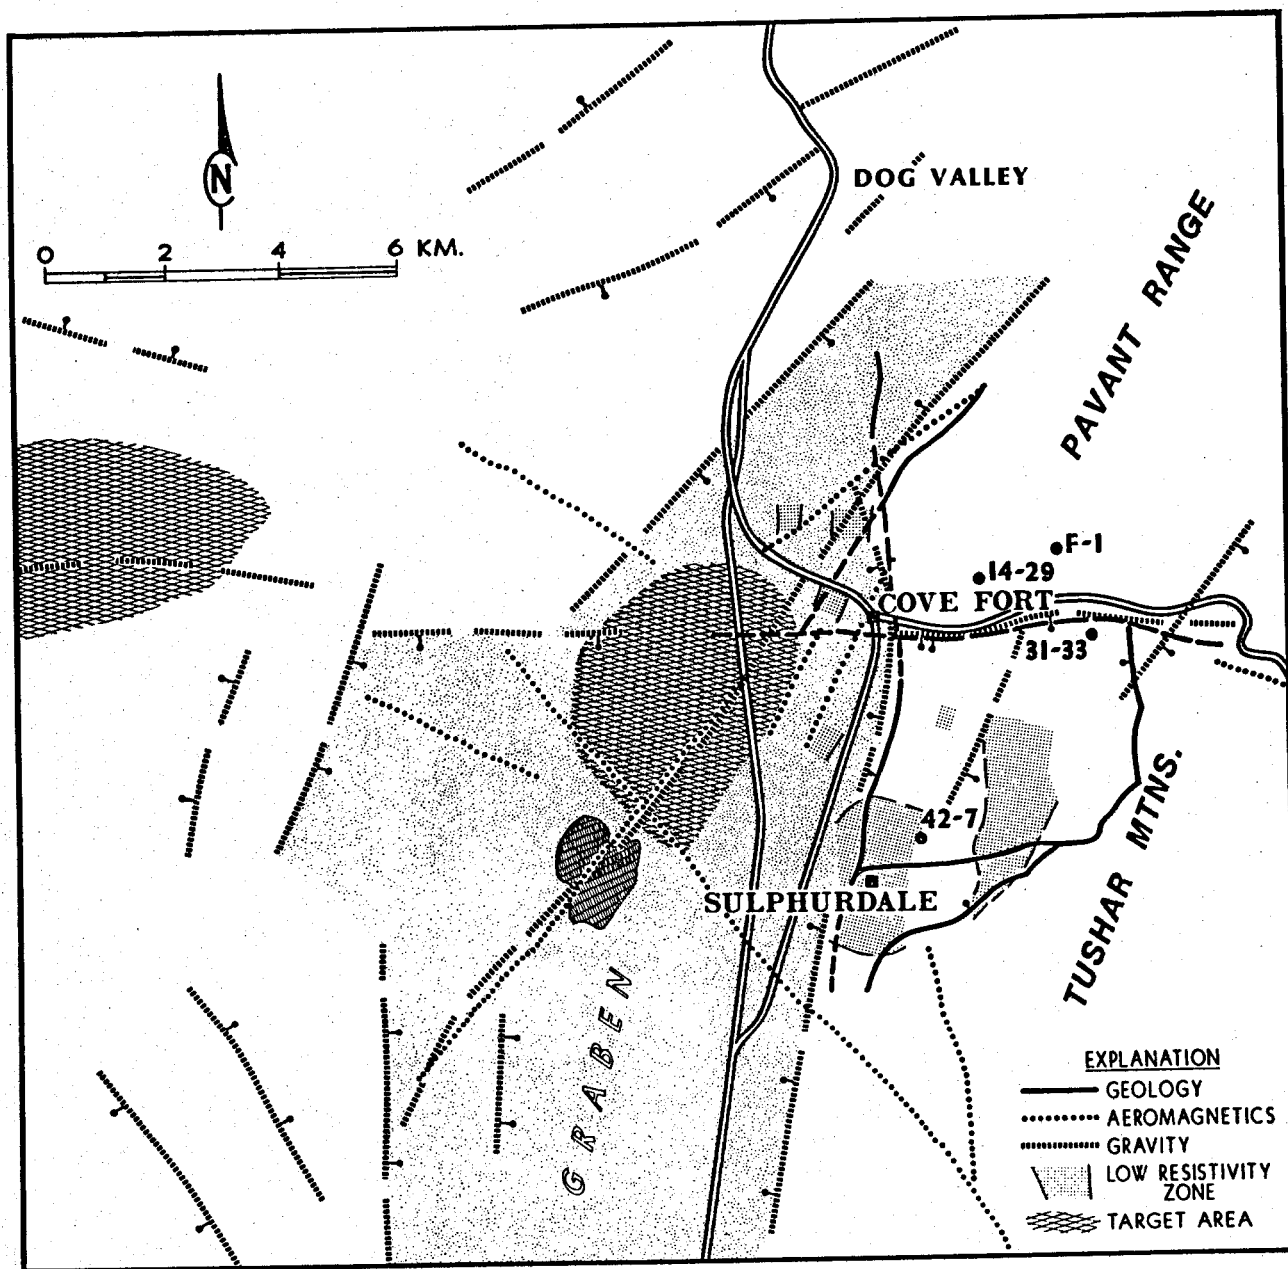 DOG VALLEY
N
0 2 4 6 KM.
PAVANT RANGE
F-1
14-29
COVE FORT
31-33
42-7
SULPHURDALE
TUSHAR MTNS.
GRABEN
EXPLANATION
GEOLOGY
AEROMAGNETICS
GRAVITY
LOW RESISTIVITY
ZONE
TARGET AREA